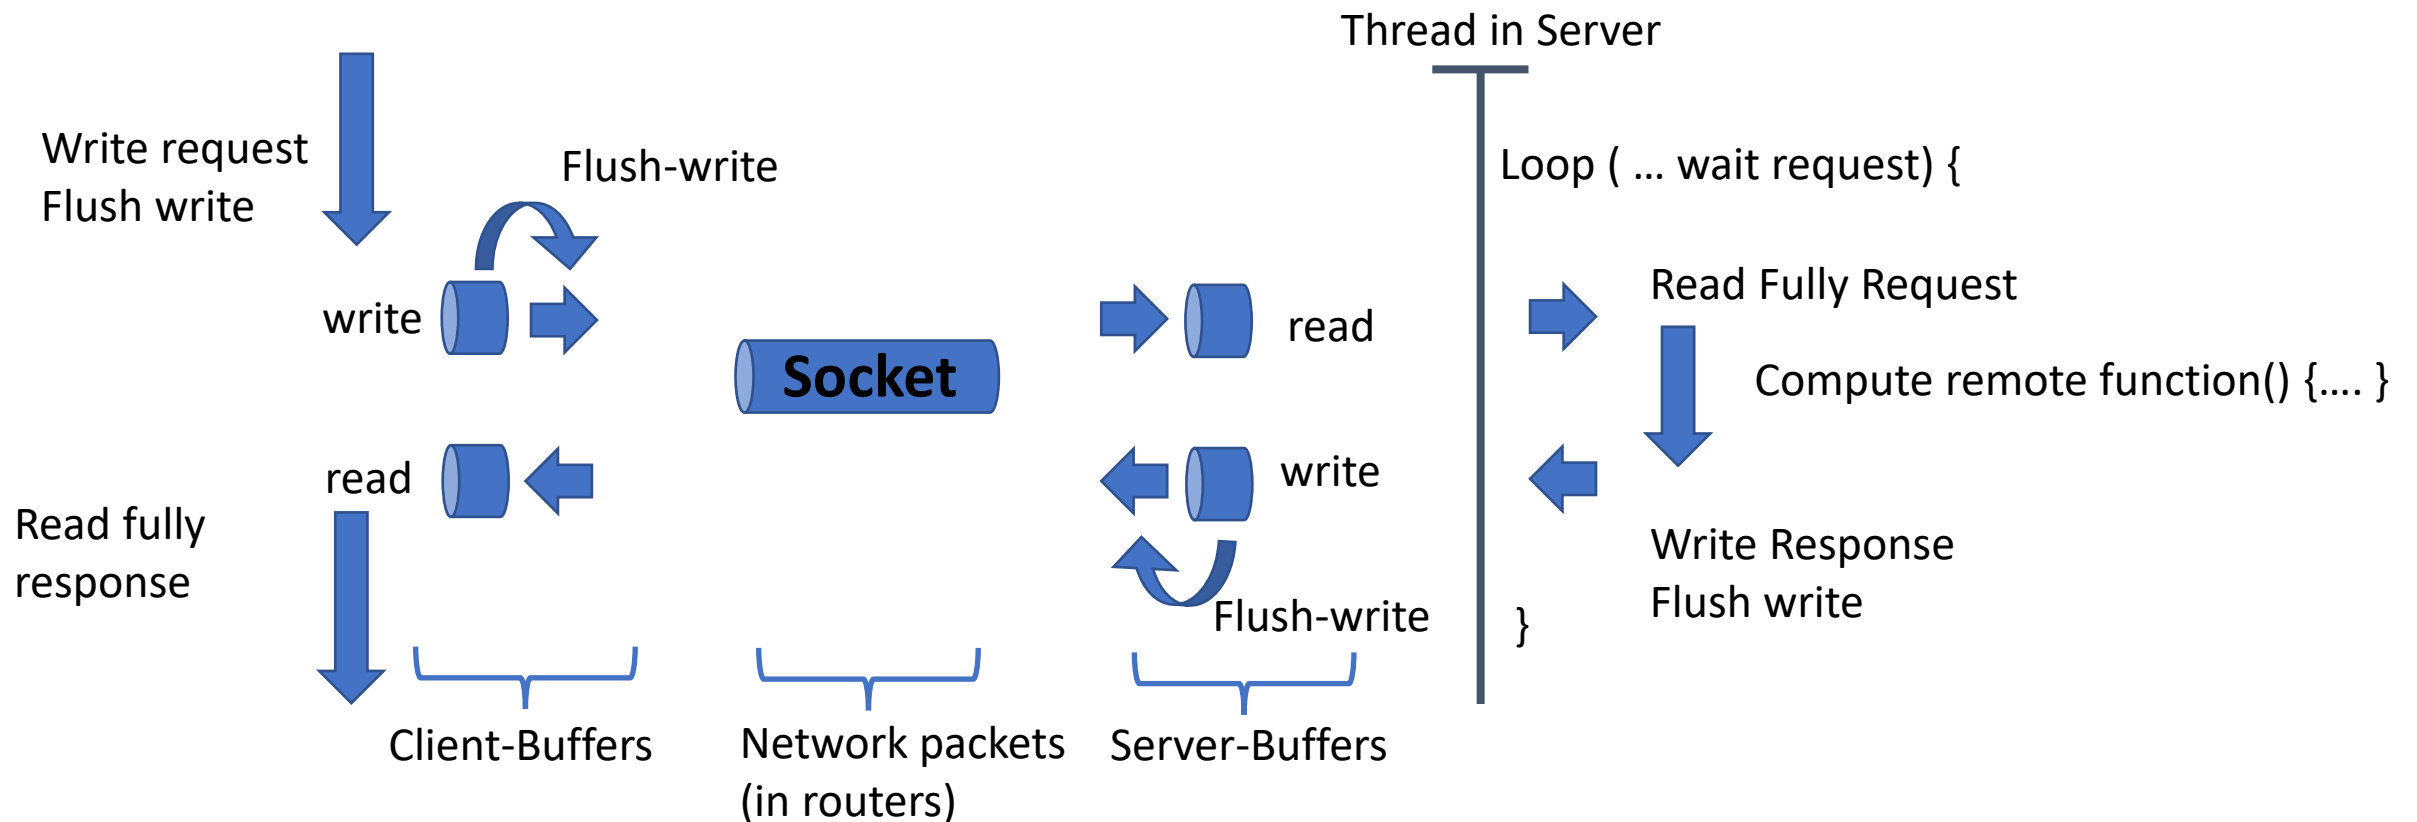 Thread in Server
Write request
Flush write
Flush-write
Loop ( … wait request) {
write
read
Read Fully Request
Socket
Compute remote function() {…. }
read
write
Read fully
response
Write Response
Flush write
Flush-write
}
Client-Buffers
Network packets
(in routers)
Server-Buffers